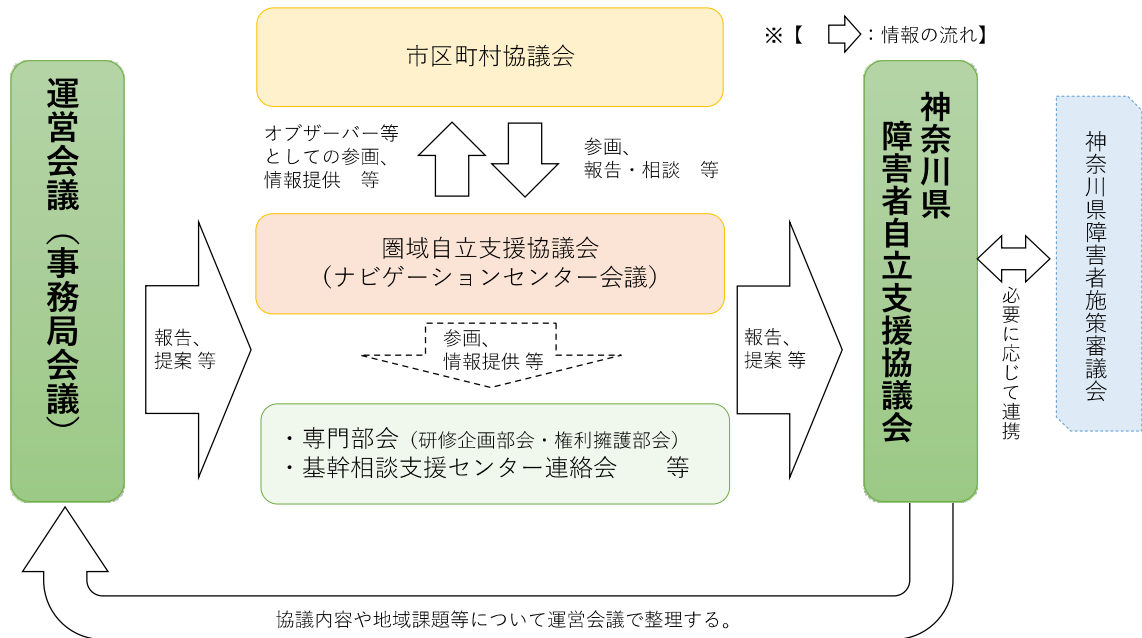 市区町村協議会
※【　　：情報の流れ】
運営会議（事務局会議）
オブザーバー等
としての参画、
情報提供　等
参画、
報告・相談　等
圏域自立支援協議会
（ナビゲーションセンター会議）
報告、
提案 等
参画、
情報提供 等
・専門部会（研修企画部会・権利擁護部会）
・基幹相談支援センター連絡会　　等
報告、
提案 等
神奈川県
障害者自立支援協議会
必要に応じて連携
神奈川県障害者施策審議会
協議内容や地域課題等について運営会議で整理する。